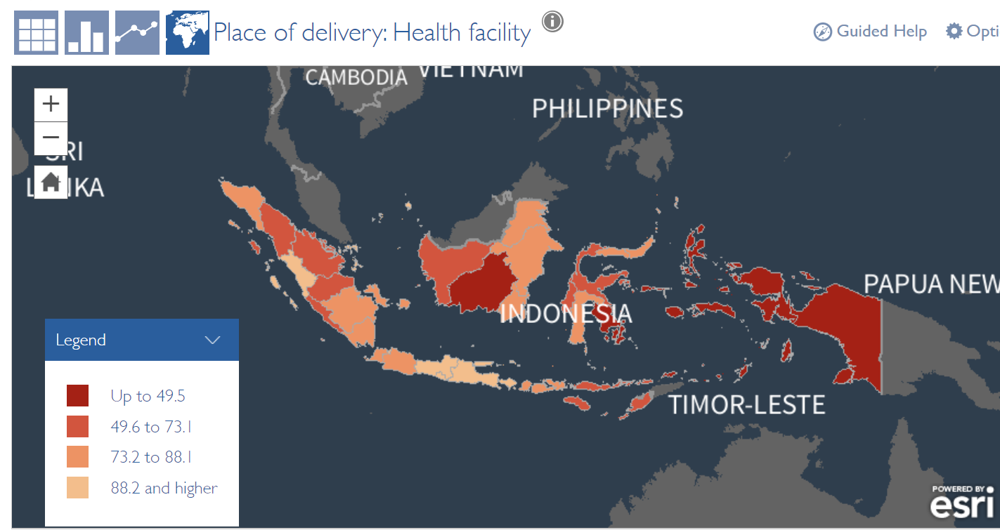 Place of delivery: Health facility
Guided Help
Opti
CAMBODIA
VIETNAM
PHILIPPINES
SRI
L KA
PAPUA NEW
INDONESIA
TIMOR-LESTE
Legend
Up to 49.5
49.6 to 73.1
73.2 to 88.1
88.2 and higher
POWERED BY
esri